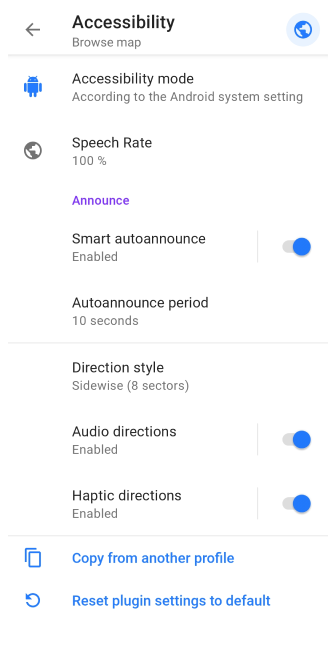 Accessibility
Browse map
Accessibility mode
According to the Android system setting
Speech Rate
100 %
Announce
Smart autoannounce
Enabled
Autoannounce period
10 seconds
Direction style
Sidewise (8 sectors)
Audio directions
Enabled
Haptic directions
Enabled
Copy from another profile
Reset plugin settings to default